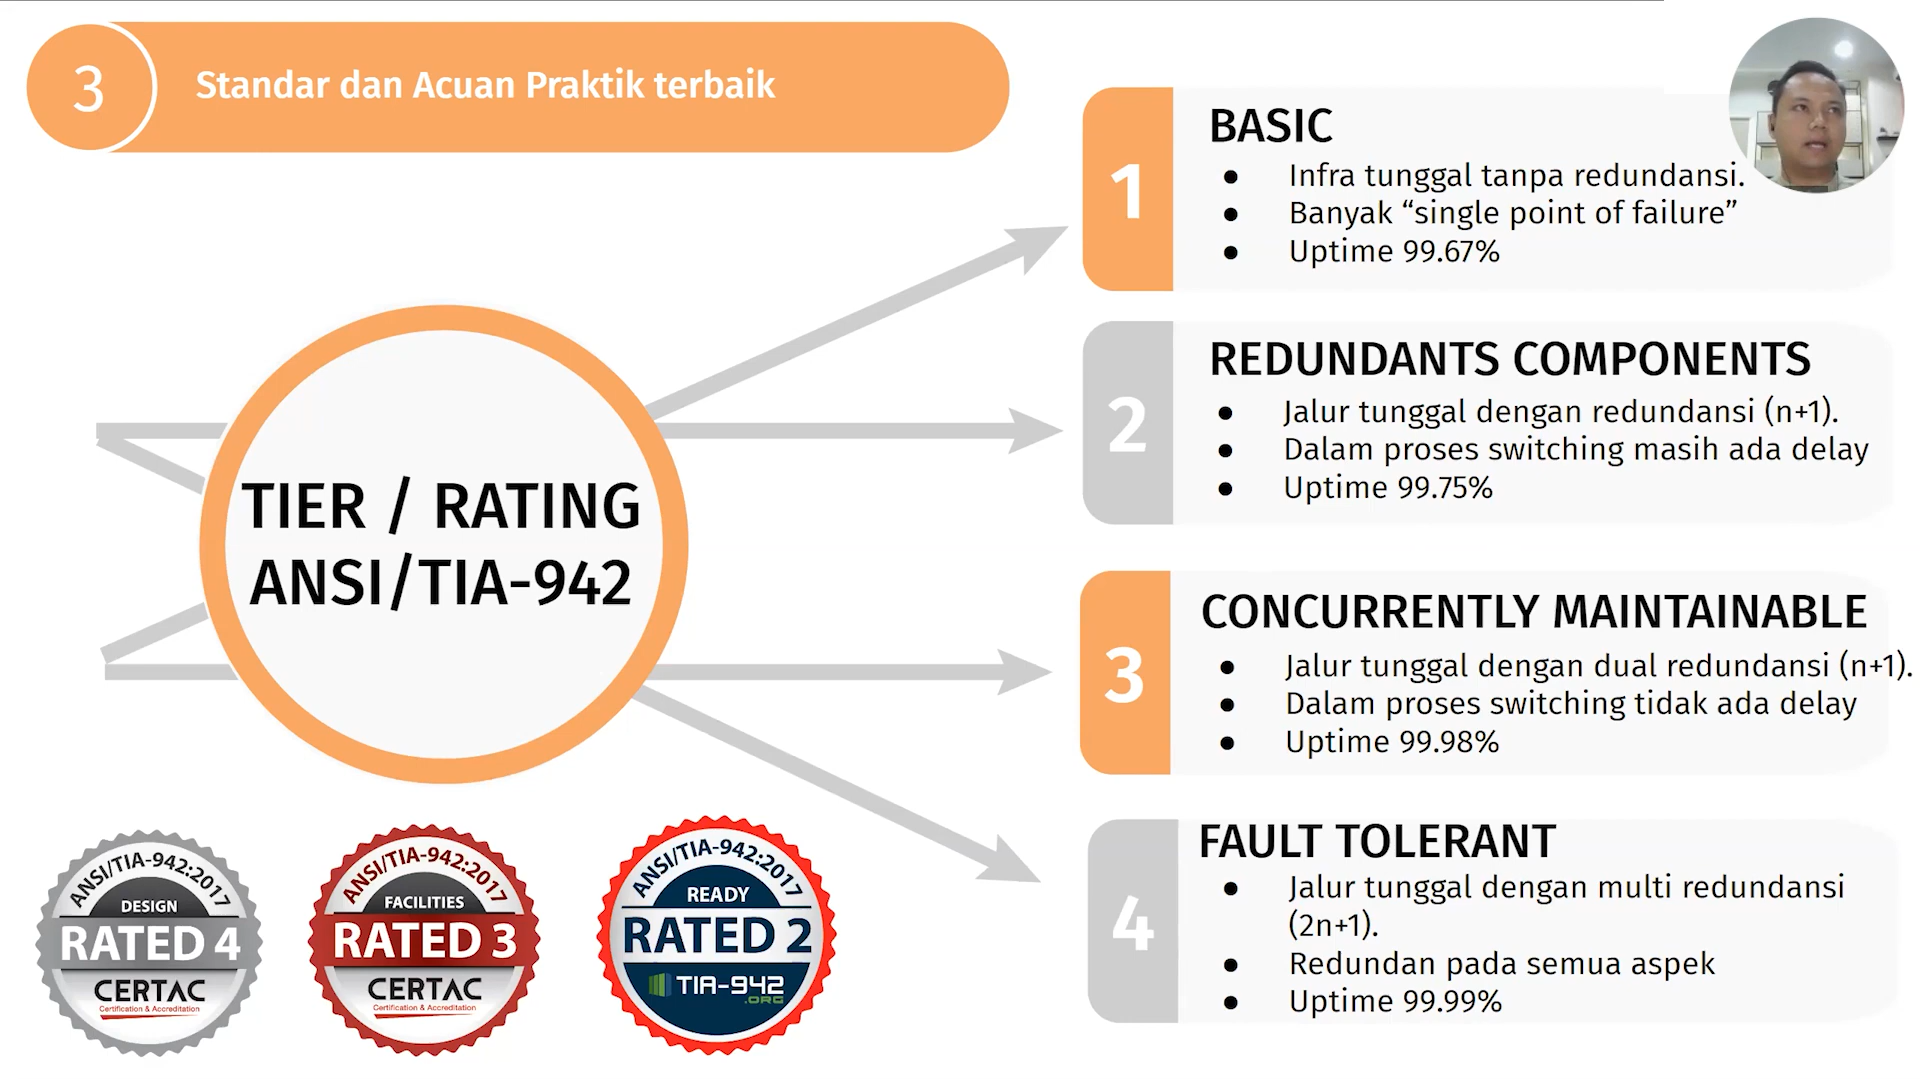 3
Standar dan Acuan Praktik terbaik
TIER / RATING
ANSI/TIA-942
1
BASIC
● Infra tunggal tanpa redundansi.
● Banyak “single point of failure”
● Uptime 99.67%
2
REDUNDANTS COMPONENTS
● Jalur tunggal dengan redundansi (n+1).
● Dalam proses switching masih ada delay
● Uptime 99.75%
3
CONCURRENTLY MAINTAINABLE
● Jalur tunggal dengan dual redundansi (n+1).
● Dalam proses switching tidak ada delay
● Uptime 99.98%
4
FAULT TOLERANT
● Jalur tunggal dengan multi redundansi
(2n+1).
● Redundan pada semua aspek
● Uptime 99.99%
ANSI/TIA-942:2017
DESIGN
RATED 4
CERTAC
Certification & Accreditation
ANSI/TIA-942:2017
FACILITIES
RATED 3
CERTAC
Certification & Accreditation
ANSI/TIA-942:2017
READY
RATED 2
TIA-942
.ORG